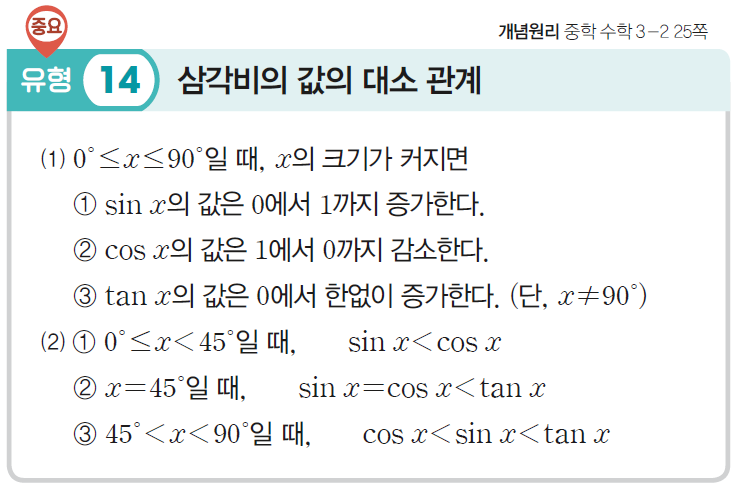 중요
개념원리 중학 수학 3-2 25쪽
유형 14 삼각비의 값의 대소 관계
(1) 0°≤x≤90°일 때, x의 크기가 커지면
① sin x의 값은 0에서 1까지 증가한다.
② cos x의 값은 1에서 0까지 감소한다.
③ tan x의 값은 0에서 한없이 증가한다. (단, x≠90°)
(2) ① 0°≤x<45°일 때, sin x<cos x
② x=45°일 때, sin x=cos x<tan x
③ 45°<x<90°일 때, cos x<sin x<tan x